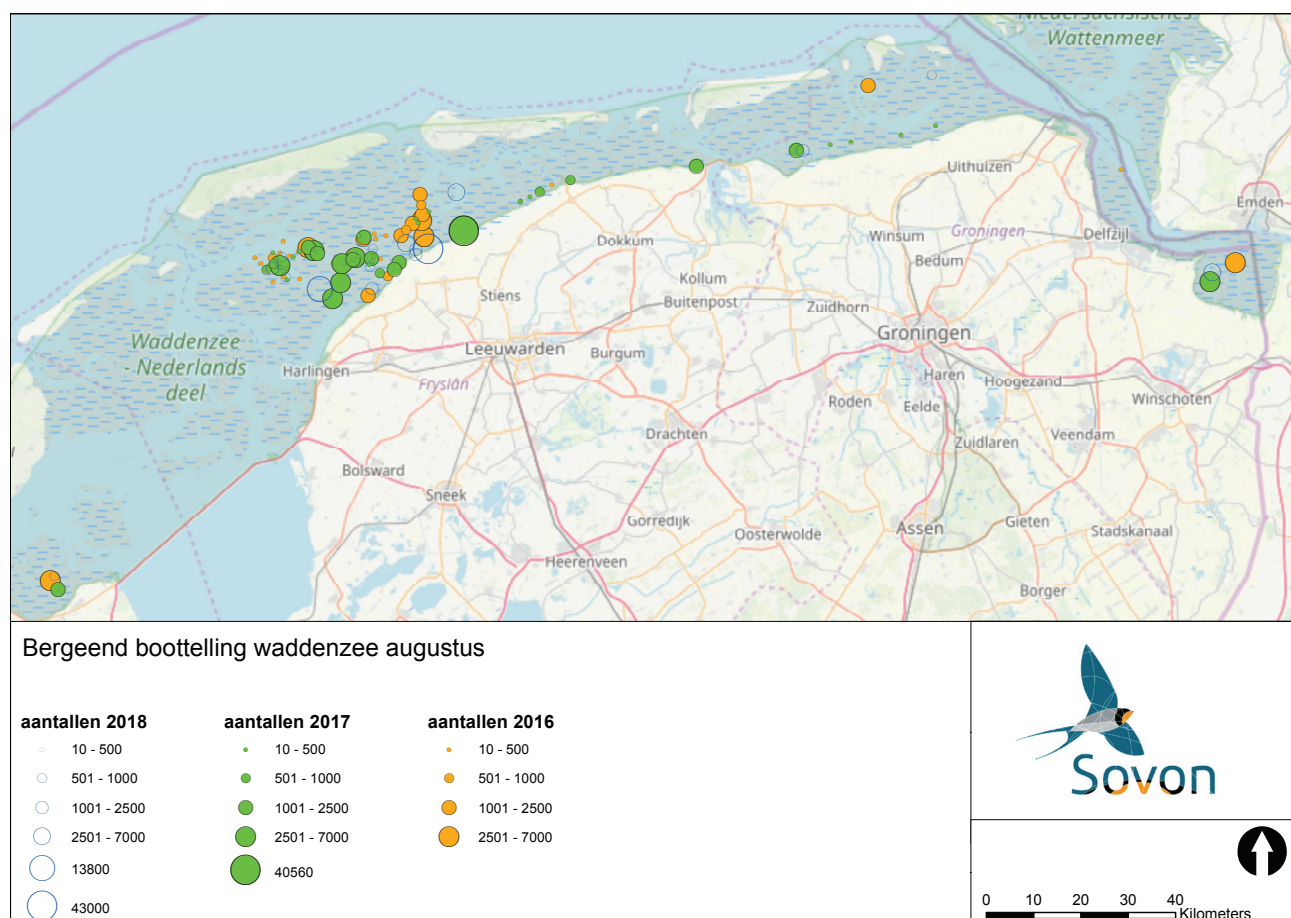 Niedersächsisches
Wattenmeer
Uithuizen
Emden
Groningen
Delfzijl
Dokkum
Winsum
Bedum
Kollum
Stiens
Buitenpost
Zuidhorn
Waddenzee
- Nederlands
deel
Groningen
Leeuwarden
Burgum
Harlingen
Fryslân
Haren
Hoogezand
Roden
Eelde
Winschoten
Drachten
Zuidlaren
Veendam
Bolsward
Sneek
Gorredijk
Oosterwolde
Assen
Gieten
Stadskanaal
Heerenveen
Borger
Bergeend boottelling waddenzee augustus
aantallen 2018
10 - 500
501 - 1000
1001 - 2500
2501 - 7000
13800
43000
aantallen 2017
10 - 500
501 - 1000
1001 - 2500
2501 - 7000
40560
aantallen 2016
10 - 500
501 - 1000
1001 - 2500
2501 - 7000
Sovon
0 10 20 30 40
Kilometers